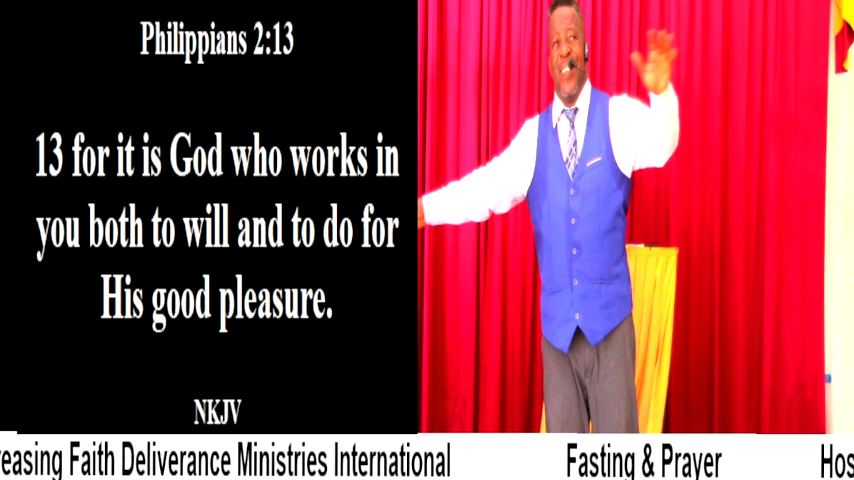 Philippians 2:13
13 for it is God who works in
you both to will and to do for
His good pleasure.
NKJV
Faith Deliverance Ministries International Fasting & Prayer